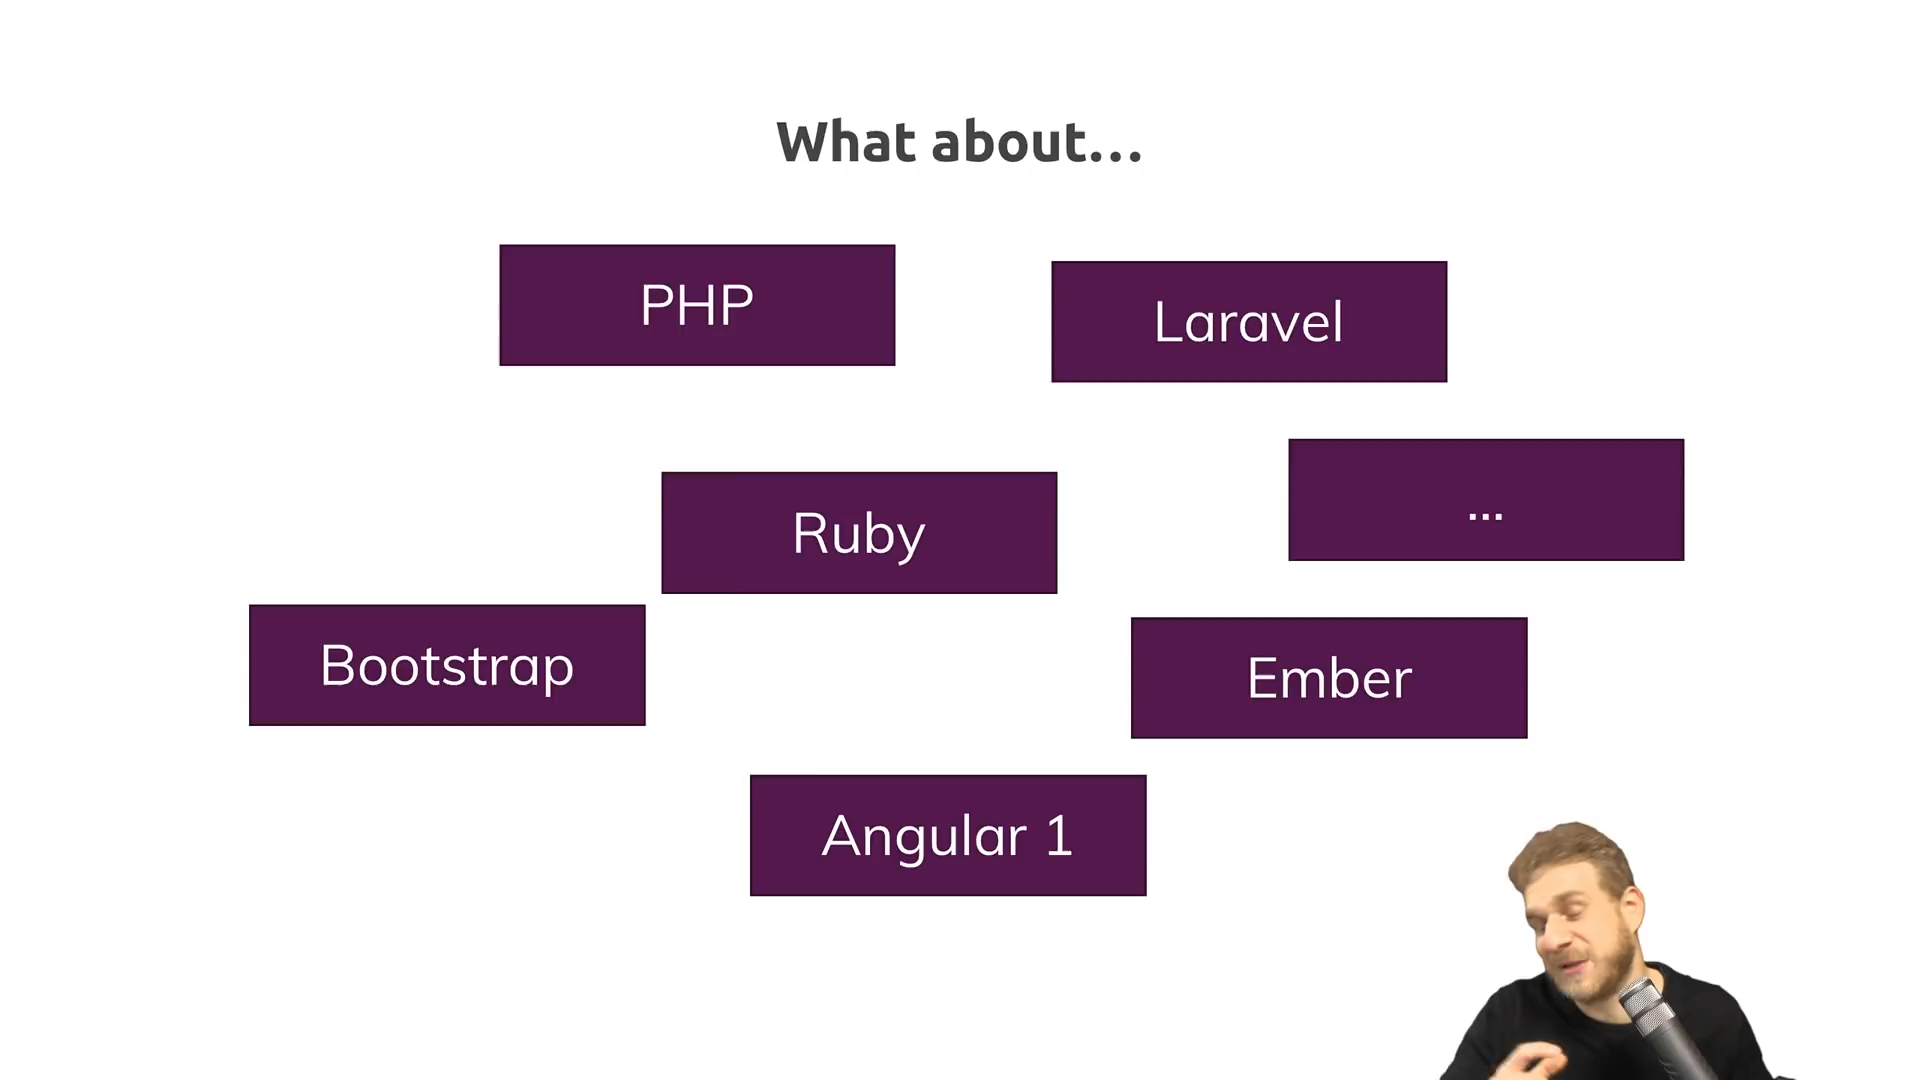 What about...
PHP
Laravel
...
Ruby
Bootstrap
Ember
Angular 1